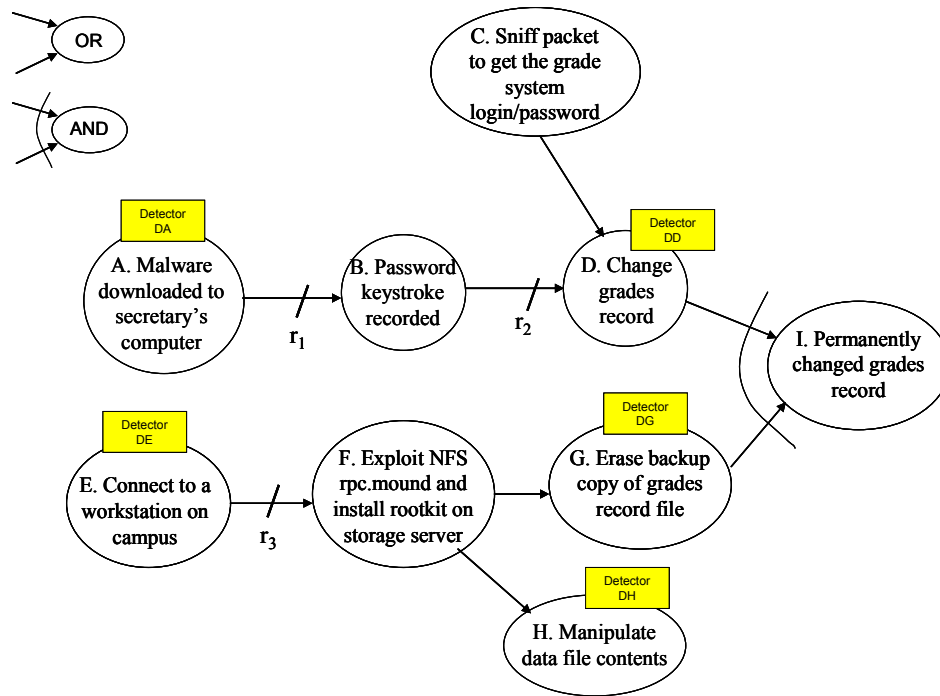 OR
AND
C. Sniff packet
to get the grade
system
login/password
Detector
DA
A. Malware
downloaded to
secretary's
computer
r1
B. Password
keystroke
recorded
r2
Detector
DD
D. Change
grades
record
I. Permanently
changed grades
record
Detector
DE
E. Connect to a
workstation on
campus
r3
F. Exploit NFS
rpc.mound and
install rootkit on
storage server
Detector
DG
G. Erase backup
copy of grades
record file
Detector
DH
H. Manipulate
data file contents